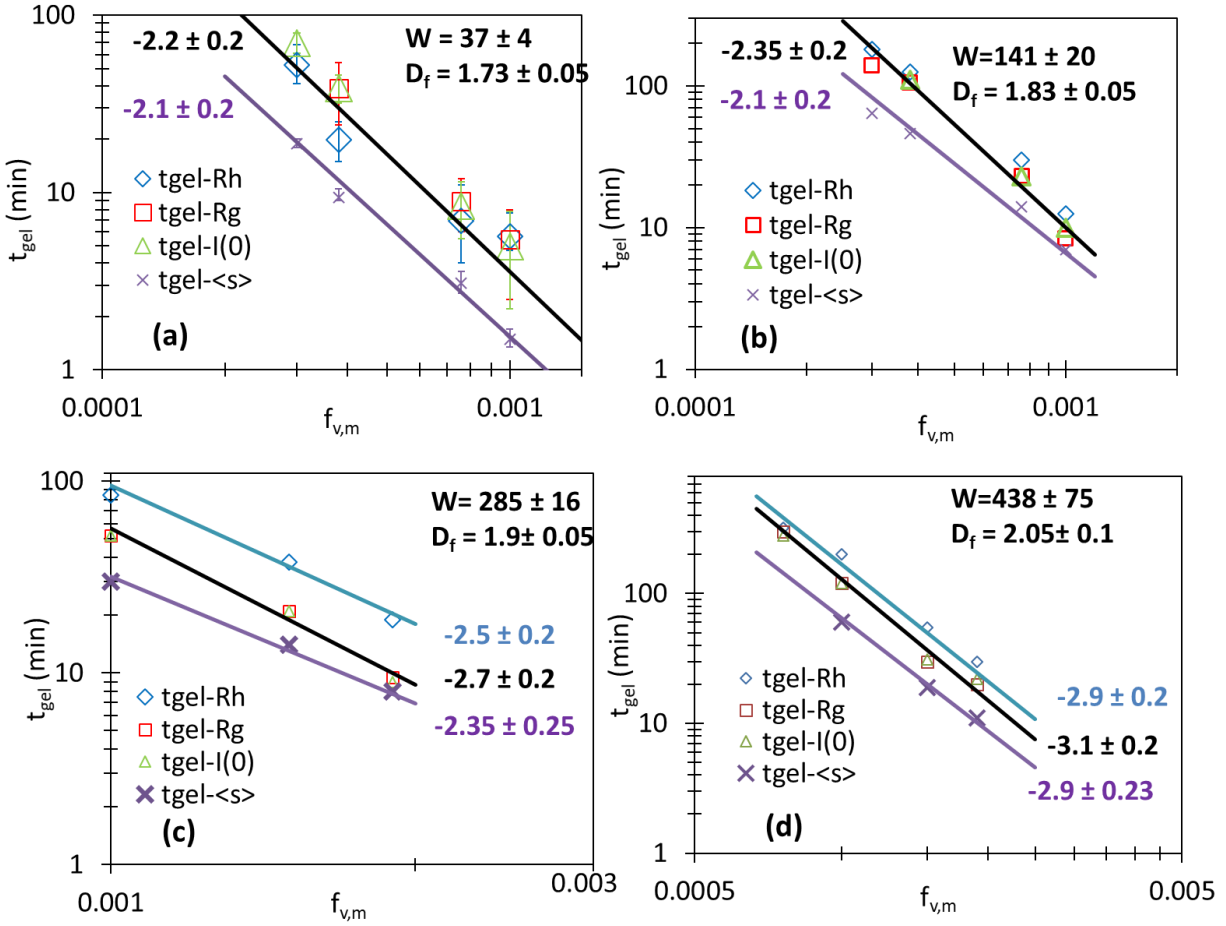 100
-2.2 ± 0.2
W = 37 ± 4
D_f = 1.73 ± 0.05
-2.1 ± 0.2
t_gel (min)
10
tgel-Rh
tgel-Rg
tgel-I(0)
tgel-<s>
(a)
1
0.0001
0.001
f_v,m
-2.35 ± 0.2
W=141 ± 20
D_f = 1.83 ± 0.05
100
-2.1 ± 0.2
t_gel (min)
tgel-Rh
tgel-Rg
10
tgel-I(0)
tgel-<s>
(b)
1
0.0001
0.001
f_v,m
100
W= 285 ± 16
D_f = 1.9± 0.05
t_gel (min)
-2.5 ± 0.2
10
-2.7 ± 0.2
tgel-Rh
tgel-Rg
-2.35 ± 0.25
tgel-I(0)
tgel-<s>
(c)
1
0.001
0.003
f_v,m
W=438 ± 75
D_f = 2.05± 0.1
100
t_gel (min)
tgel-Rh
-2.9 ± 0.2
tgel-Rg
10
-3.1 ± 0.2
tgel-I(0)
tgel-<s>
-2.9 ± 0.23
(d)
1
0.0005
0.005
f_v,m